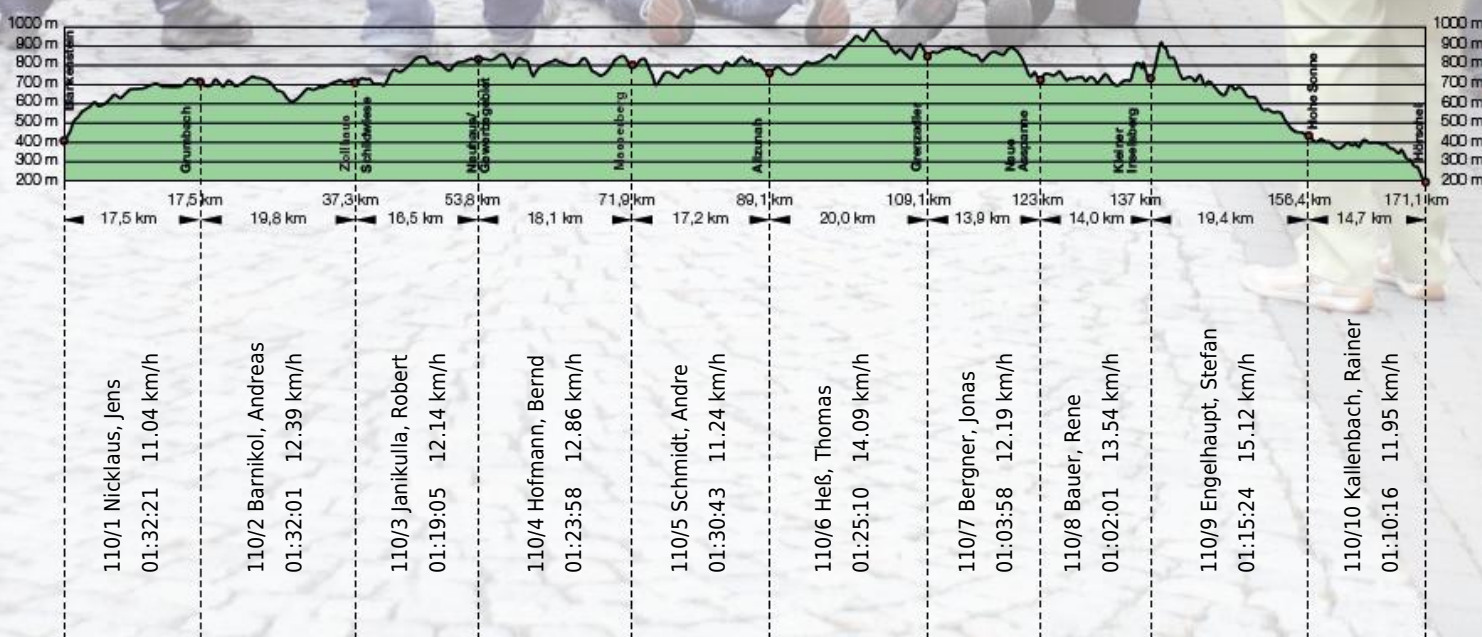 1000 m
900 m
800 m
700 m
600 m
500 m
400 m
300 m
200 m
1000 m
900 m
800 m
700 m
600 m
500 m
400 m
300 m
200 m
Blankenstein
Grumbach
Zollhaus
Schildwiese
Neuhaus/
Gewerbegebiet
Masserberg
Allzunah
Grenzadler
Neue
Ausspanne
Kleiner
Inselsberg
Hohe Sonne
Hörschel
17,5 km
37,3 km
53,8 km
71,9 km
89,1 km
109,1 km
123 km
137 km
156,4 km
171,1 km
17,5 km
19,8 km
16,5 km
18,1 km
17,2 km
20,0 km
13,9 km
14,0 km
19,4 km
14,7 km
110/1 Nicklaus, Jens
01:32:21 11.04 km/h
110/2 Barnikol, Andreas
01:32:01 12.39 km/h
110/3 Janikulla, Robert
01:19:05 12.14 km/h
110/4 Hofmann, Bernd
01:23:58 12.86 km/h
110/5 Schmidt, Andre
01:30:43 11.24 km/h
110/6 Heß, Thomas
01:25:10 14.09 km/h
110/7 Bergner, Jonas
01:03:58 12.19 km/h
110/8 Bauer, Rene
01:02:01 13.54 km/h
110/9 Engelhaupt, Stefan
01:15:24 15.12 km/h
110/10 Kallenbach, Rainer
01:10:16 11.95 km/h